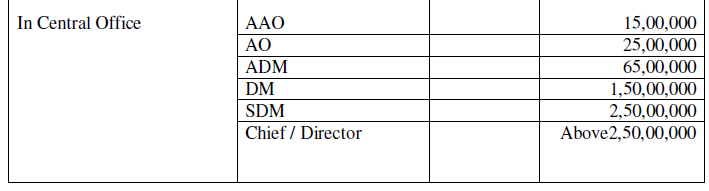 In Central Office AAO 15,00,000
AO 25,00,000
ADM 65,00,000
DM 1,50,00,000
SDM 2,50,00,000
Chief / Director Above2,50,00,000